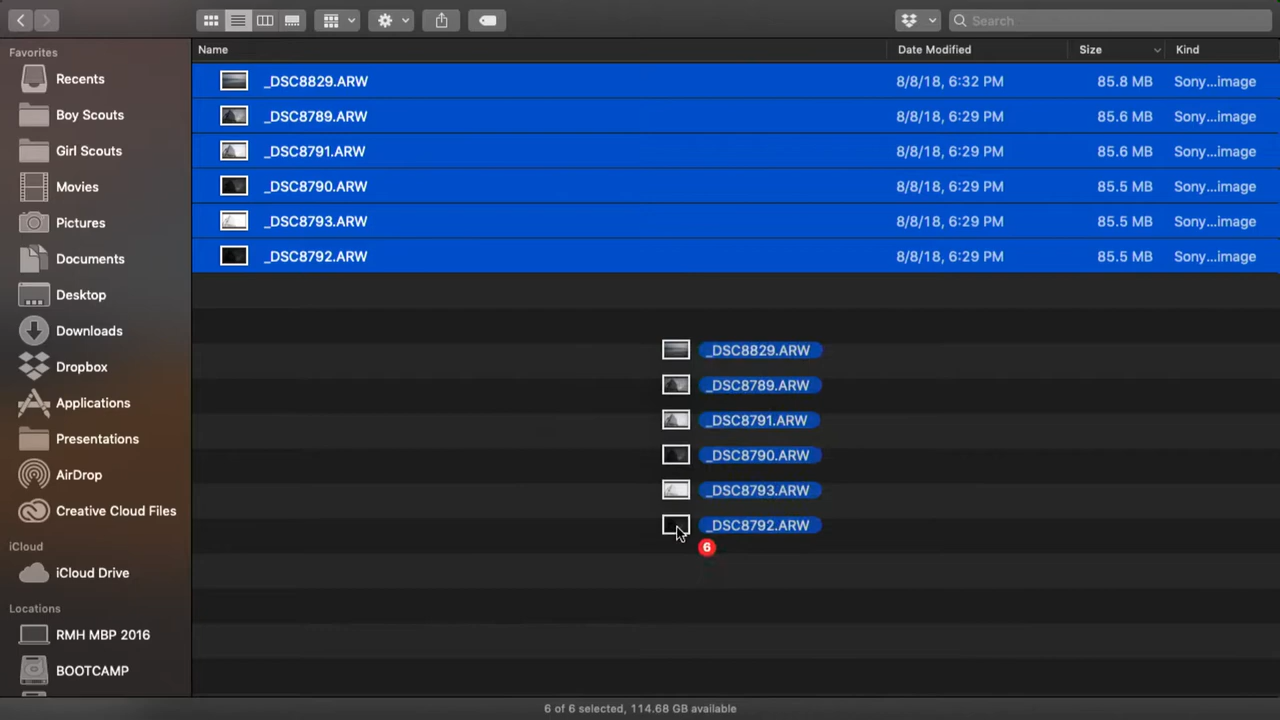 Search
Favorites
Recents
Boy Scouts
Girl Scouts
Movies
Pictures
Documents
Desktop
Downloads
Dropbox
Applications
Presentations
AirDrop
Creative Cloud Files
iCloud
iCloud Drive
Locations
RMH MBP 2016
BOOTCAMP
Name Date Modified Size Kind
_DSC8829.ARW 8/8/18, 6:32 PM 85.8 MB Sony...image
_DSC8789.ARW 8/8/18, 6:29 PM 85.6 MB Sony...image
_DSC8791.ARW 8/8/18, 6:29 PM 85.6 MB Sony...image
_DSC8790.ARW 8/8/18, 6:29 PM 85.5 MB Sony...image
_DSC8793.ARW 8/8/18, 6:29 PM 85.5 MB Sony...image
_DSC8792.ARW 8/8/18, 6:29 PM 85.5 MB Sony...image
_DSC8829.ARW
_DSC8789.ARW
_DSC8791.ARW
_DSC8790.ARW
_DSC8793.ARW
_DSC8792.ARW
6
6 of 6 selected, 114.68 GB available